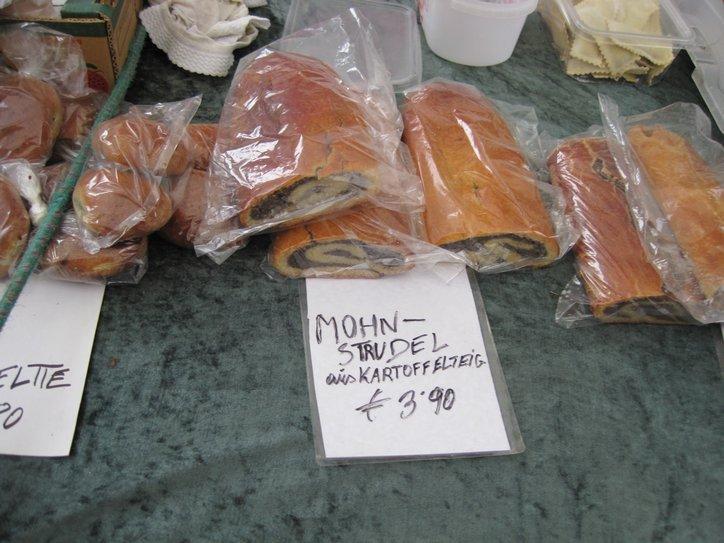 MOHN-
STRUDEL
aus KARTOFFELTEIG
€ 3.90